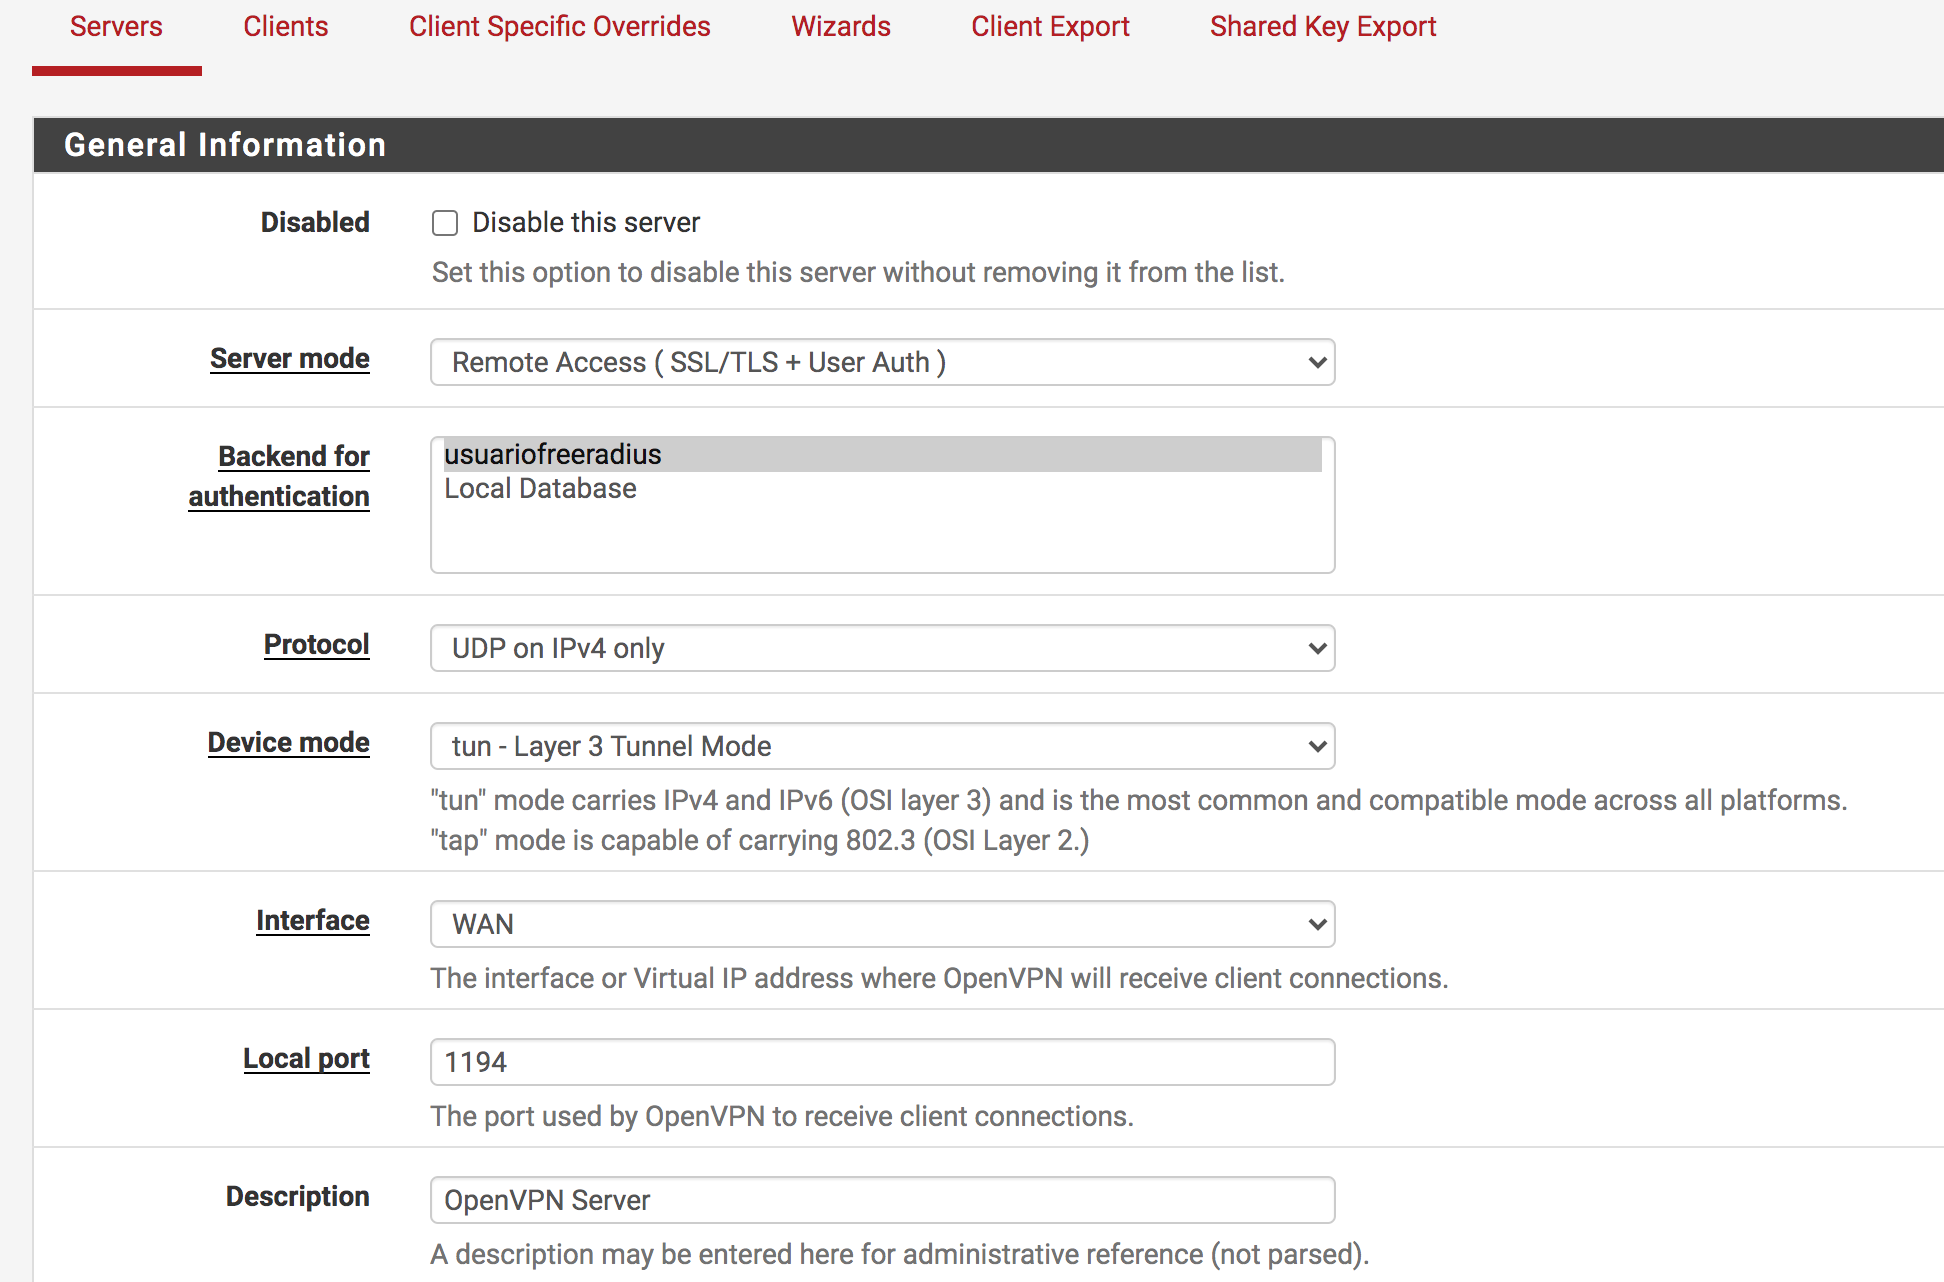 Servers Clients Client Specific Overrides Wizards Client Export Shared Key Export
General Information
Disabled Disable this server
Set this option to disable this server without removing it from the list.
Server mode Remote Access ( SSL/TLS + User Auth )
Backend for authentication usuariofreeradius
Local Database
Protocol UDP on IPv4 only
Device mode tun - Layer 3 Tunnel Mode
"tun" mode carries IPv4 and IPv6 (OSI layer 3) and is the most common and compatible mode across all platforms.
"tap" mode is capable of carrying 802.3 (OSI Layer 2.)
Interface WAN
The interface or Virtual IP address where OpenVPN will receive client connections.
Local port 1194
The port used by OpenVPN to receive client connections.
Description OpenVPN Server
A description may be entered here for administrative reference (not parsed).